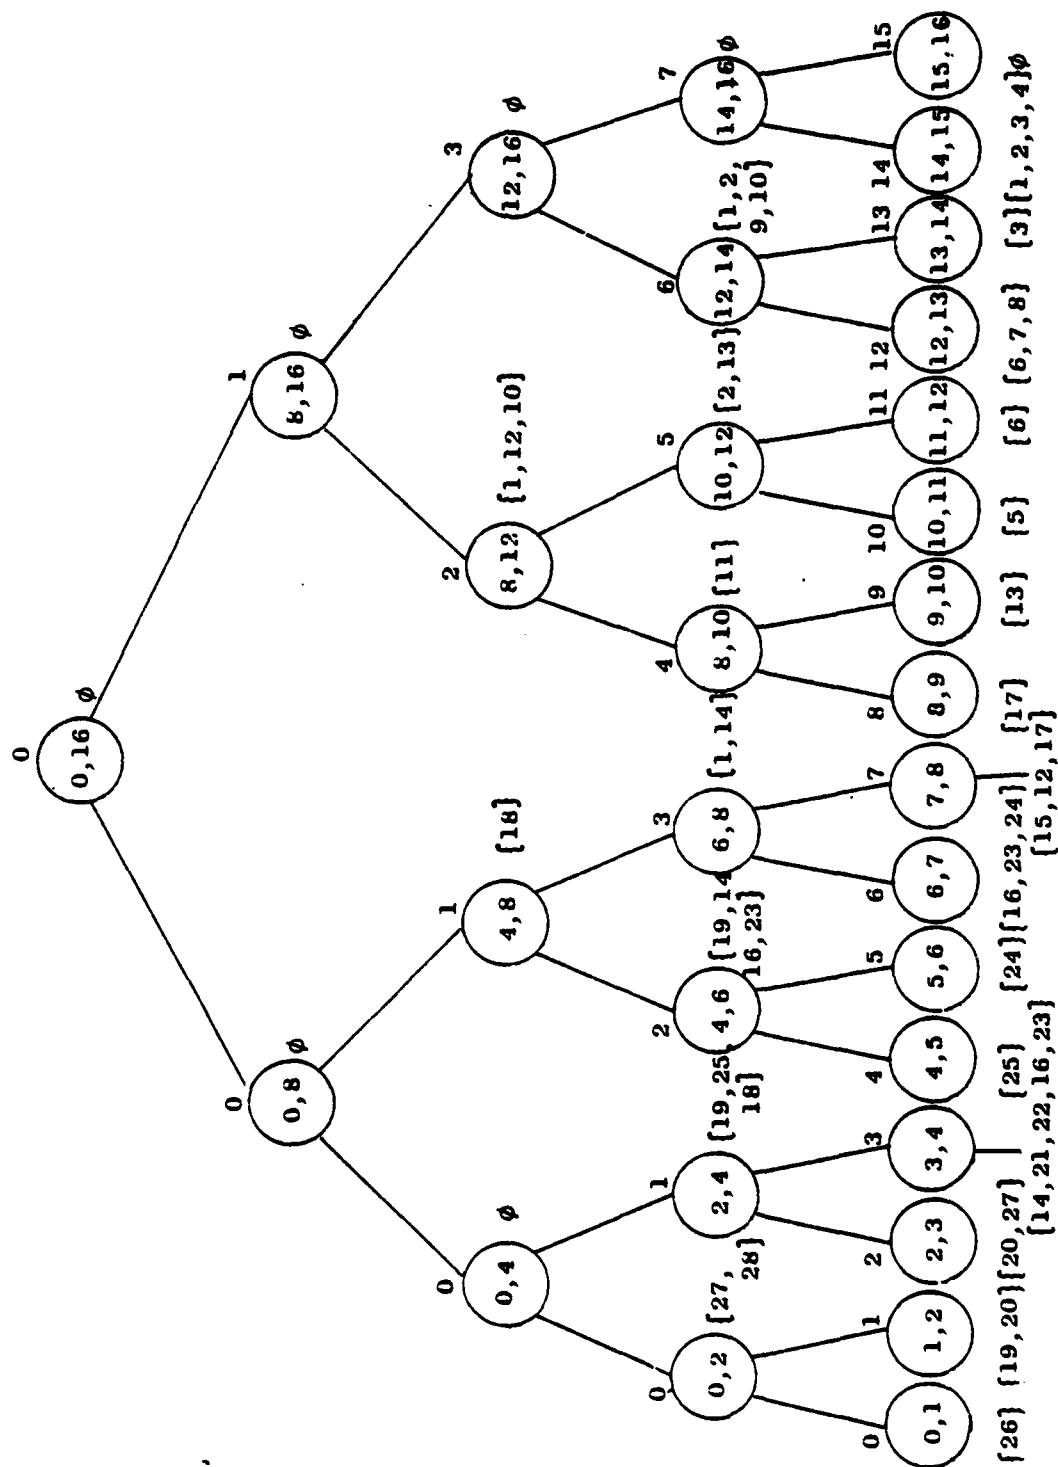 0
0,16 ∅
0 1
0,8 ∅ 8,16 ∅
0 1 2 3
0,4 ∅ 4,8 {18} 8,12 {1,12,10} 12,16 ∅
0 1 2 3 4 5 6 7
0,2 {27, 2,4 {19,25, 4,6 {19,14 6,8 {1,14} 8,10 {11} 10,12 {2,13} 12,14 {1,2, 14,16 ∅
28} 18} 16,23} 9,10}
0 1 2 3 4 5 6 7 8 9 10 11 12 13 14 15
0,1 1,2 2,3 3,4 4,5 5,6 6,7 7,8 8,9 9,10 10,11 11,12 12,13 13,14 14,15 15,16
{26} {19,20} {20,27} {25} {24} {16,23,24} {17} {13} {5} {6} {6,7,8} {3} {1,2,3,4} ∅
{14,21,22,16,23} {15,12,17}